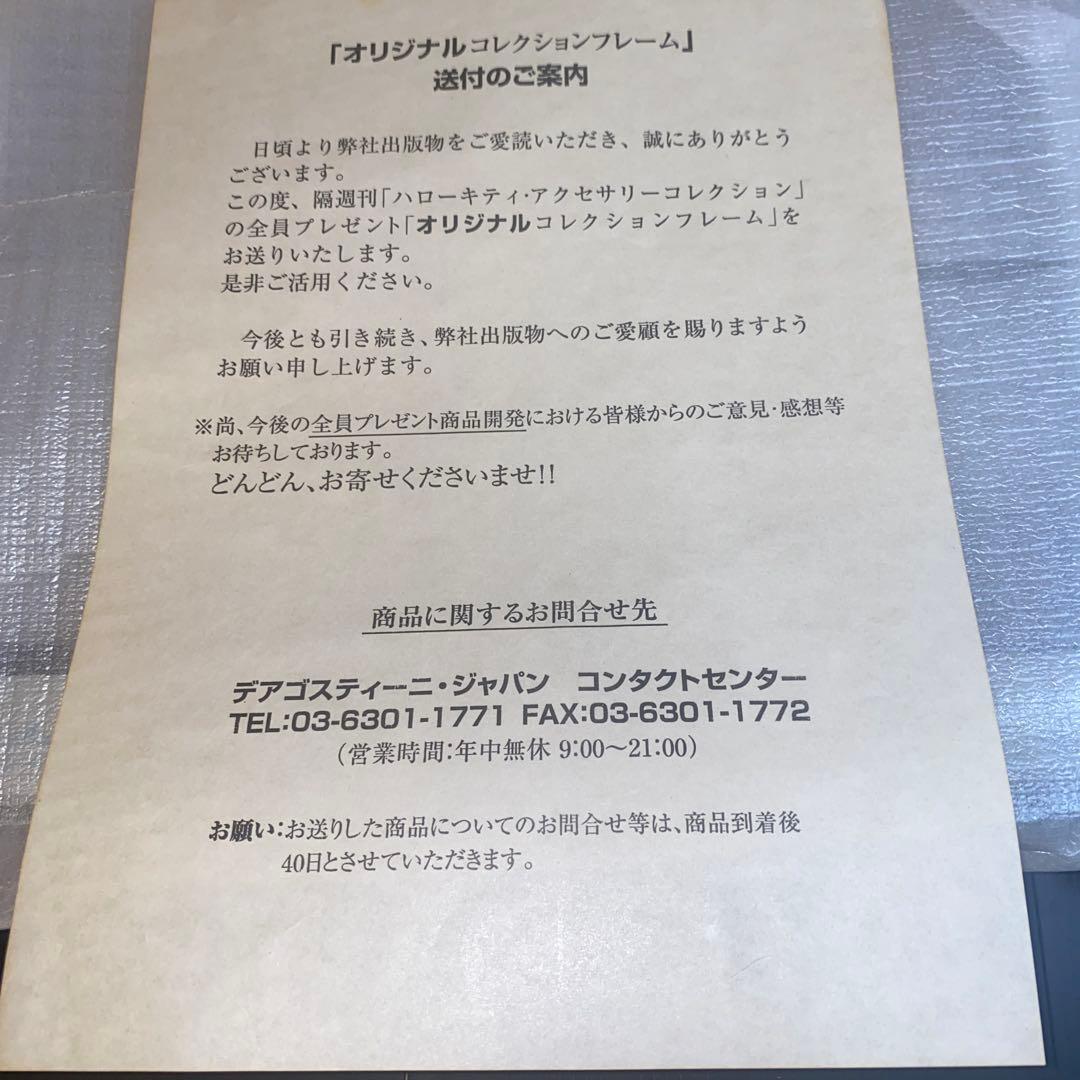 「オリジナルコレクションフレーム」
送付のご案内
日頃より弊社出版物をご愛読いただき、誠にありがとう
ございます。
この度、隔週刊「ハローキティ・アクセサリーコレクション」
の全員プレゼント「オリジナルコレクションフレーム」を
お送りいたします。
是非ご活用ください。
今後とも引き続き、弊社出版物へのご愛顧を賜りますよう
お願い申し上げます。
※尚、今後の全員プレゼント商品開発における皆様からのご意見・感想等
お待ちしております。
どんどん、お寄せくださいませ!!
商品に関するお問合せ先
デアゴスティーニ・ジャパン　コンタクトセンター
TEL:03-6301-1771 FAX:03-6301-1772
（営業時間:年中無休 9:00〜21:00）
お願い:お送りした商品についてのお問合せ等は、商品到着後
40日とさせていただきます。